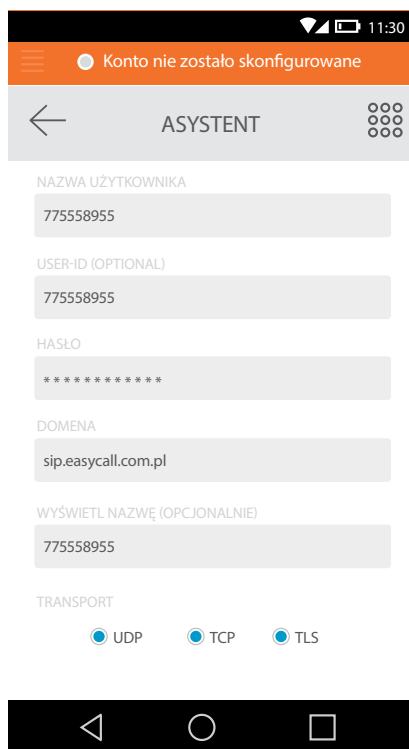 11:30
Konto nie zostało skonfigurowane
ASYSTENT
NAZWA UŻYTKOWNIKA
775558955
USER-ID (OPTIONAL)
775558955
HASŁO
* * * * * * * * * * * *
DOMENA
sip.easycall.com.pl
WYŚWIETL NAZWĘ (OPCJONALNIE)
775558955
TRANSPORT
UDP TCP TLS